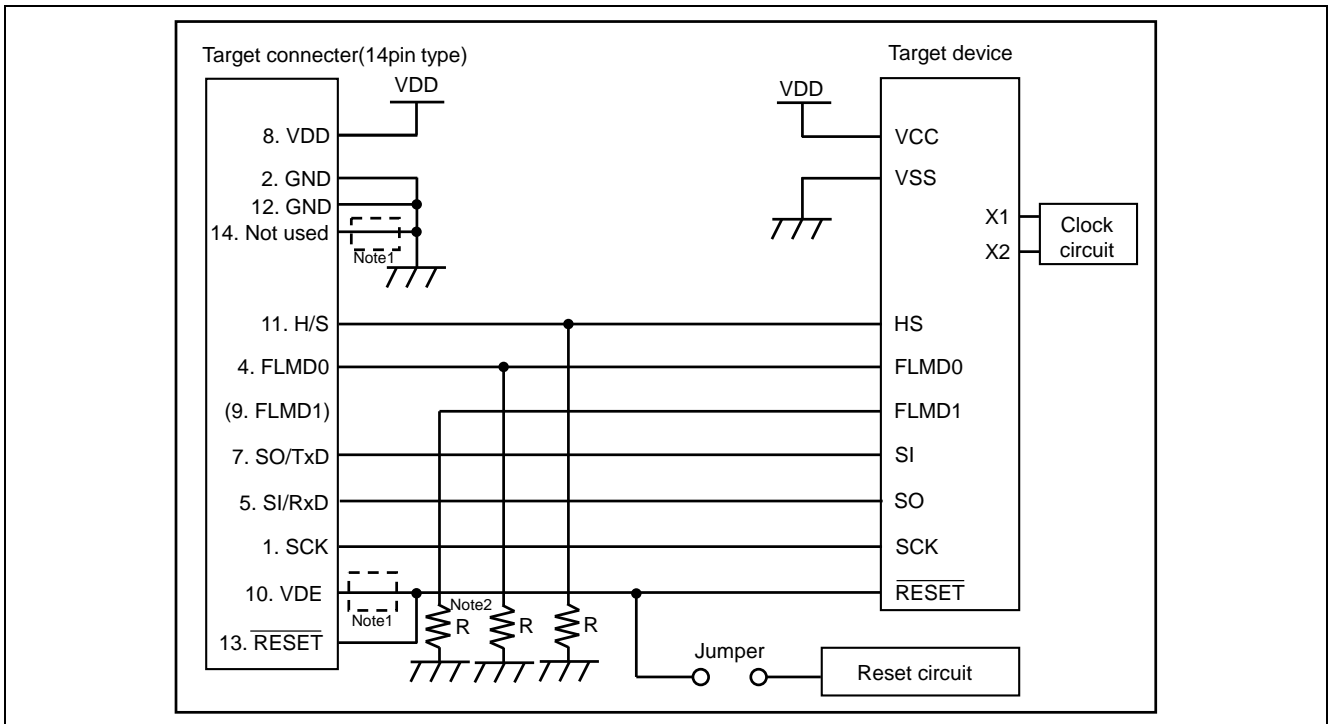 Target connecter(14pin type)
Target device
VDD
VDD
8. VDD
VCC
2. GND
VSS
12. GND
14. Not used
Note1
X1
X2
Clock
circuit
11. H/S
HS
4. FLMD0
FLMD0
(9. FLMD1)
FLMD1
7. SO/TxD
SI
5. SI/RxD
SO
1. SCK
SCK
10. VDE
Note1
RESET
13. RESET
Note2
R
R
R
Jumper
Reset circuit